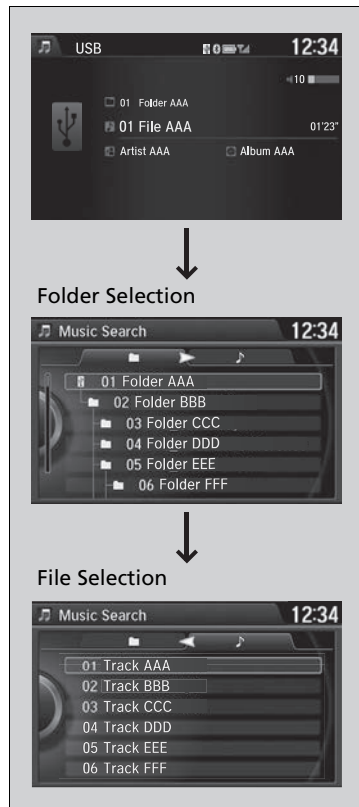 USB 12:34
10
01 Folder AAA
01 File AAA 01'23"
Artist AAA Album AAA
Folder Selection
Music Search 12:34
01 Folder AAA
02 Folder BBB
03 Folder CCC
04 Folder DDD
05 Folder EEE
06 Folder FFF
File Selection
Music Search 12:34
01 Track AAA
02 Track BBB
03 Track CCC
04 Track DDD
05 Track EEE
06 Track FFF